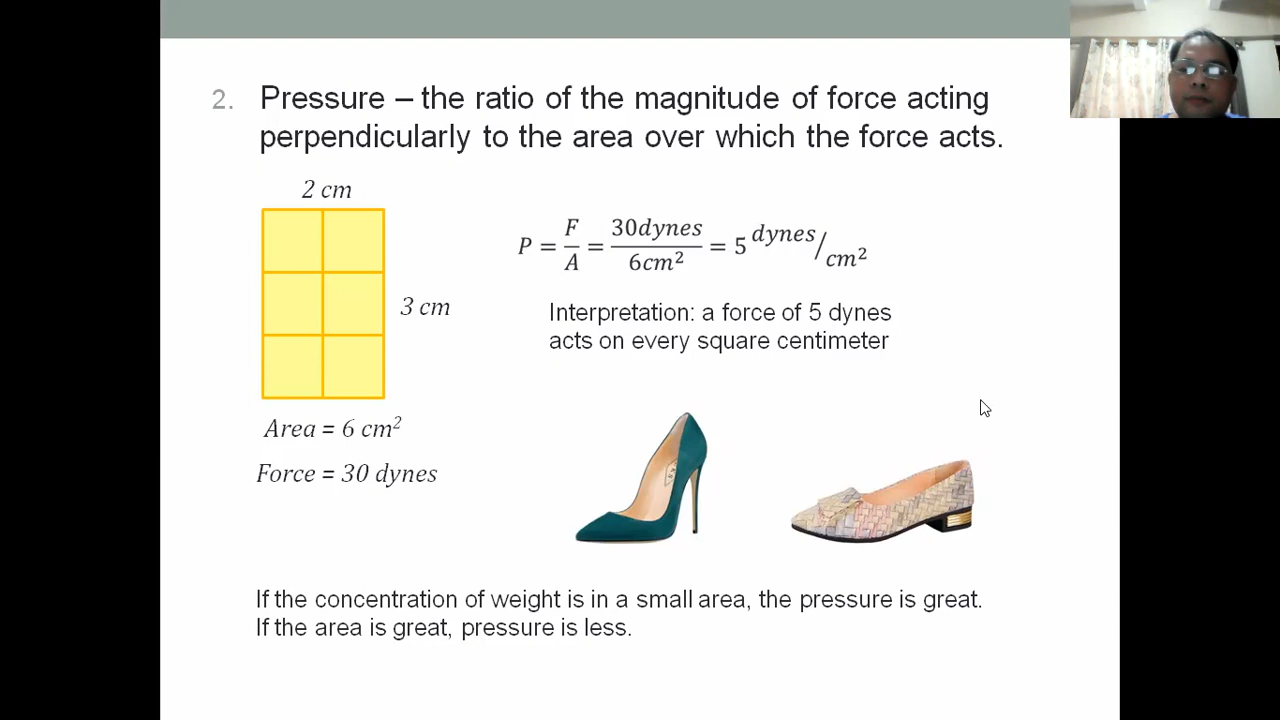 2. Pressure – the ratio of the magnitude of force acting
perpendicularly to the area over which the force acts.
2 cm
P = F/A = 30dynes/6cm² = 5 dynes/cm²
3 cm
Interpretation: a force of 5 dynes
acts on every square centimeter
Area = 6 cm²
Force = 30 dynes
If the concentration of weight is in a small area, the pressure is great.
If the area is great, pressure is less.